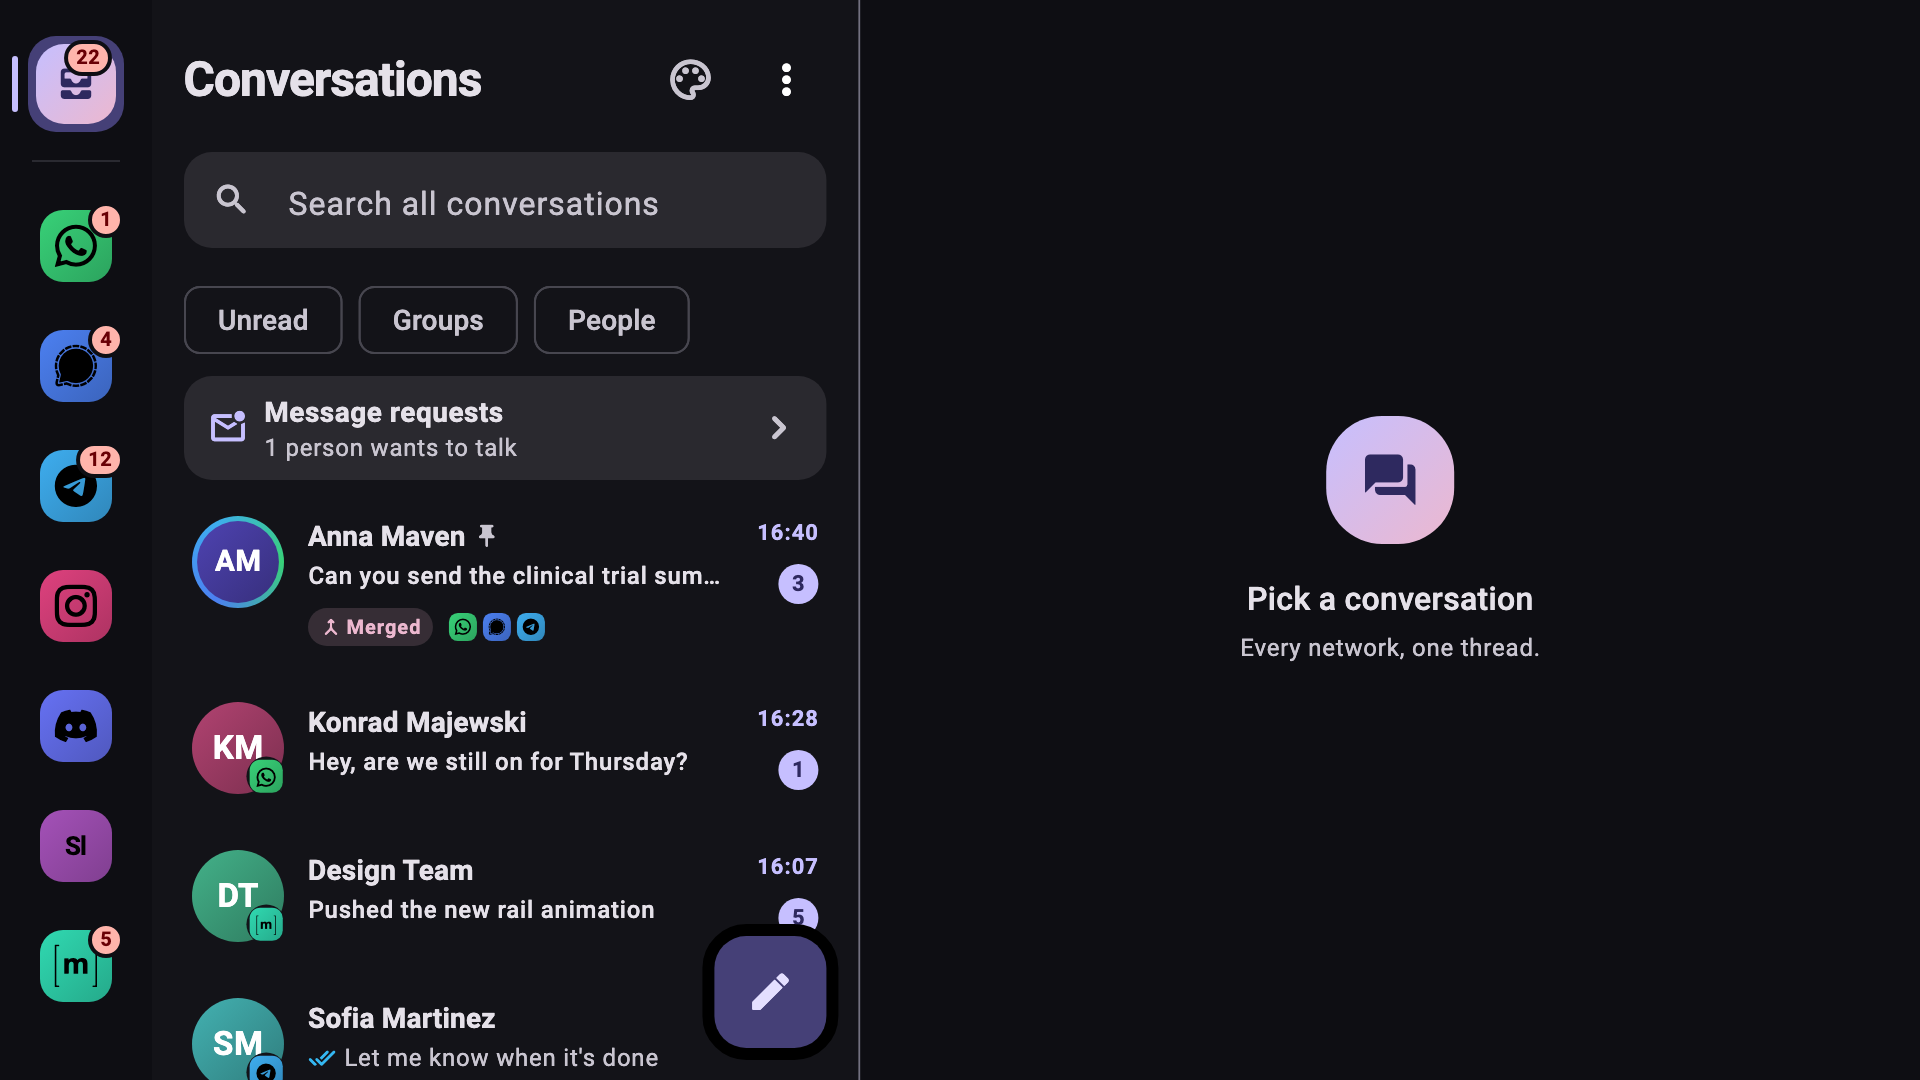 22
Conversations
Search all conversations
Unread
Groups
People
Message requests
1 person wants to talk
1
4
12
SI
[m]
5
AM
Anna Maven
16:40
Can you send the clinical trial sum…
3
Merged
KM
Konrad Majewski
16:28
Hey, are we still on for Thursday?
1
DT
[m]
Design Team
16:07
Pushed the new rail animation
5
SM
Sofia Martinez
Let me know when it's done
Pick a conversation
Every network, one thread.